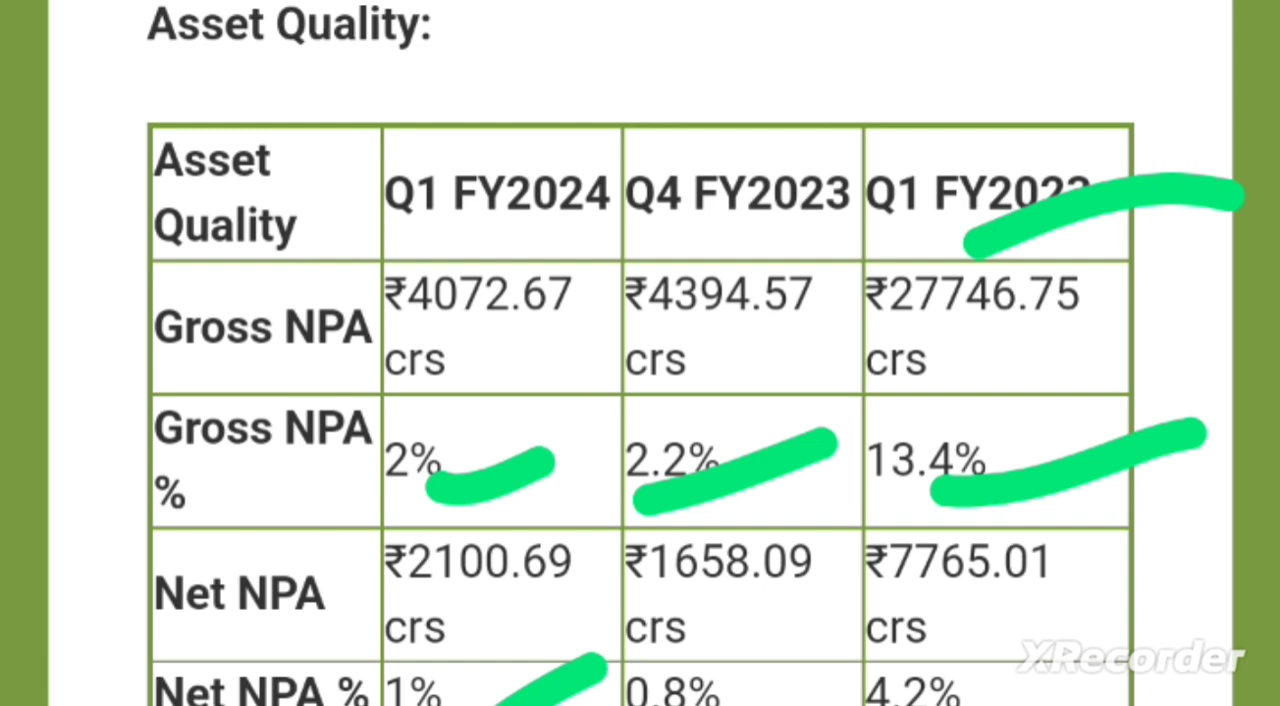 Asset Quality:
Asset Quality Q1 FY2024 Q4 FY2023 Q1 FY2023
Gross NPA ₹4072.67 crs ₹4394.57 crs ₹27746.75 crs
Gross NPA % 2% 2.2% 13.4%
Net NPA ₹2100.69 crs ₹1658.09 crs ₹7765.01 crs
Net NPA % 1% 0.8% 4.2%
XRecorder